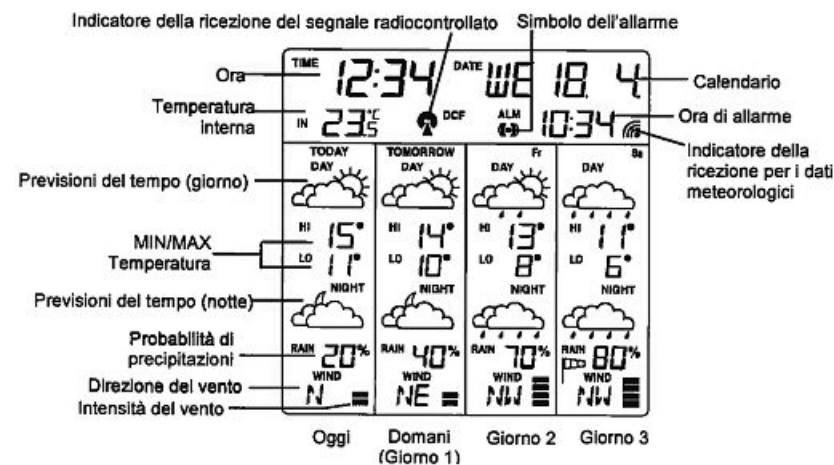 Indicatore della ricezione del segnale radiocontrollato Simbolo dell'allarme
Ora
TIME 12:34 DATE WE 18. 4
Calendario
Temperatura
interna
IN 23.5 °C DCF ALM 10:34
Ora di allarme
Indicatore della
ricezione per i dati
meteorologici
TODAY TOMORROW Fr Sa
DAY DAY DAY DAY
Previsioni del tempo (giorno)
MIN/MAX
Temperatura
HI 15° HI 14° HI 13° HI 11°
LO 11° LO 10° LO 8° LO 6°
Previsioni del tempo (notte)
NIGHT NIGHT NIGHT NIGHT
Probabilità di
precipitazioni
RAIN 20% RAIN 40% RAIN 70% RAIN 80%
Direzione del vento
WIND WIND WIND WIND
N NE NW NW
Intensità del vento
Oggi Domani Giorno 2 Giorno 3
(Giorno 1)